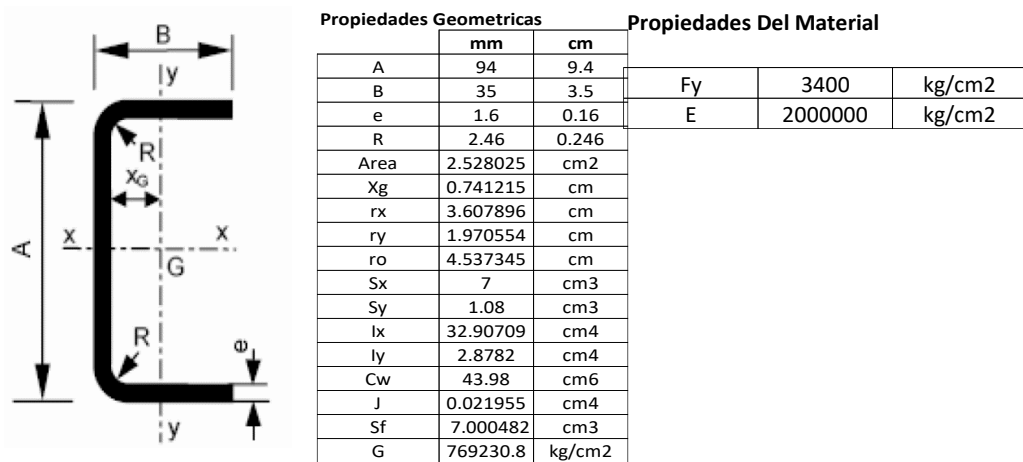 B
y
R
XG
x x
A
G
R
e
y
Propiedades Geometricas
mm cm
A 94 9.4
B 35 3.5
e 1.6 0.16
R 2.46 0.246
Area 2.528025 cm2
Xg 0.741215 cm
rx 3.607896 cm
ry 1.970554 cm
ro 4.537345 cm
Sx 7 cm3
Sy 1.08 cm3
Ix 32.90709 cm4
Iy 2.8782 cm4
Cw 43.98 cm6
J 0.021955 cm4
Sf 7.000482 cm3
G 769230.8 kg/cm2
Propiedades Del Material
Fy 3400 kg/cm2
E 2000000 kg/cm2